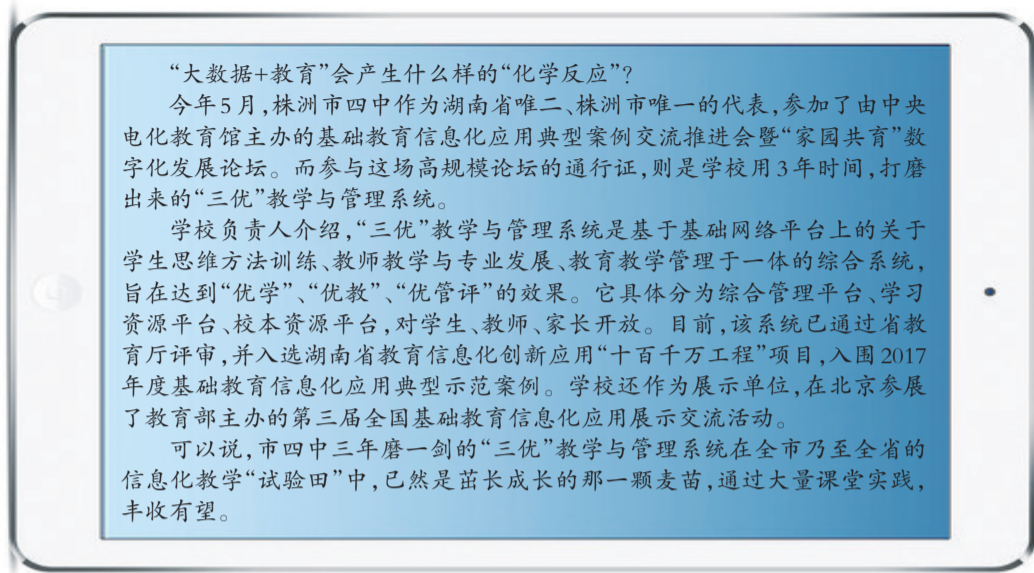 “大数据+教育”会产生什么样的“化学反应”?
今年5月,株洲市四中作为湖南省唯二、株洲市唯一的代表,参加了由中央
电化教育馆主办的基础教育信息化应用典型案例交流推进会暨“家园共育”数
字化发展论坛。而参与这场高规模论坛的通行证,则是学校用3年时间,打磨
出来的“三优”教学与管理系统。
学校负责人介绍,“三优”教学与管理系统是基于基础网络平台上的关于
学生思维方法训练、教师教学与专业发展、教育教学管理于一体的综合系统,
旨在达到“优学”、“优教”、“优管评”的效果。它具体分为综合管理平台、学习
资源平台、校本资源平台,对学生、教师、家长开放。目前,该系统已通过省教
育厅评审,并入选湖南省教育信息化创新应用“十百千万工程”项目,入围2017
年度基础教育信息化应用典型示范案例。学校还作为展示单位,在北京参展
了教育部主办的第三届全国基础教育信息化应用展示交流活动。
可以说,市四中三年磨一剑的“三优”教学与管理系统在全市乃至全省的
信息化教学“试验田”中,已然是茁长成长的那一颗麦苗,通过大量课堂实践,
丰收有望。